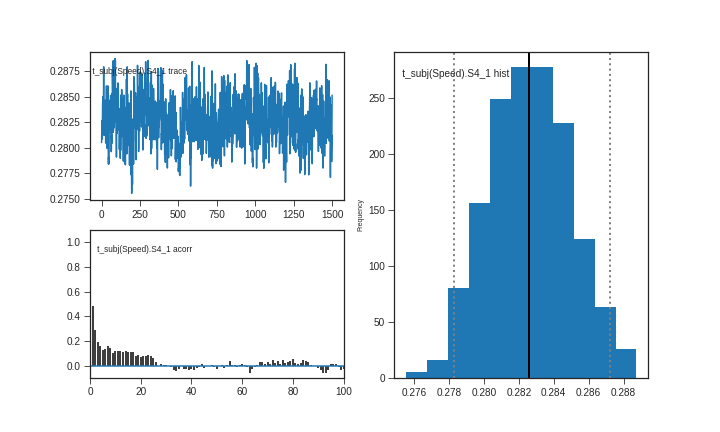 t_subj(Speed).S4_1 trace
0.2875
0.2850
0.2825
0.2800
0.2775
0.2750
0 250 500 750 1000 1250 1500
t_subj(Speed).S4_1 acorr
1.0
0.8
0.6
0.4
0.2
0.0
0 20 40 60 80 100
t_subj(Speed).S4_1 hist
Frequency
250
200
150
100
50
0
0.276 0.278 0.280 0.282 0.284 0.286 0.288